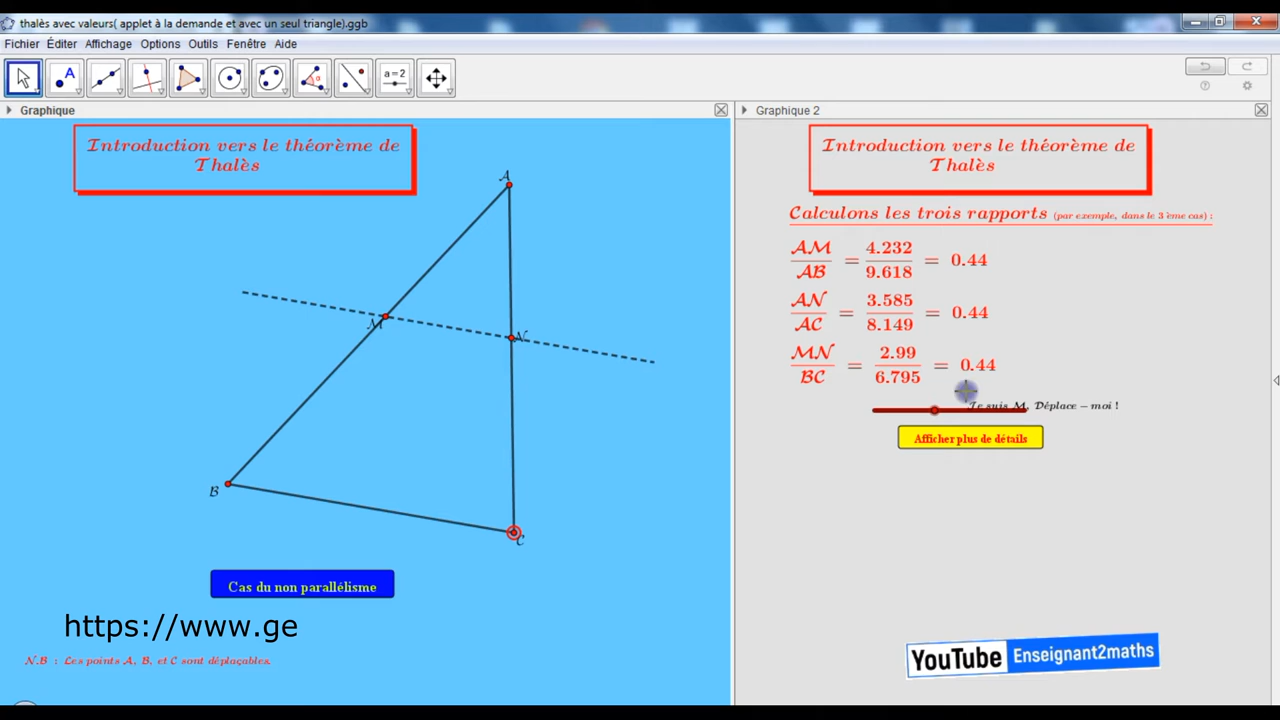 thalès avec valeurs( applet à la demande et avec un seul triangle).ggb
Fichier Éditer Affichage Options Outils Fenêtre Aide
A
α
a = 2
Graphique
Graphique 2
Introduction vers le théorème de
Thalès
A
M
N
B
C
Cas du non parallélisme
https://www.ge
N.B : Les points A, B, et C sont déplaçables.
Introduction vers le théorème de
Thalès
Calculons les trois rapports (par exemple, dans le 3 ème cas) :
AM/AB = 4.232/9.618 = 0.44
AN/AC = 3.585/8.149 = 0.44
MN/BC = 2.99/6.795 = 0.44
Je suis M, Déplace − moi !
Afficher plus de détails
YouTube Enseignant2maths